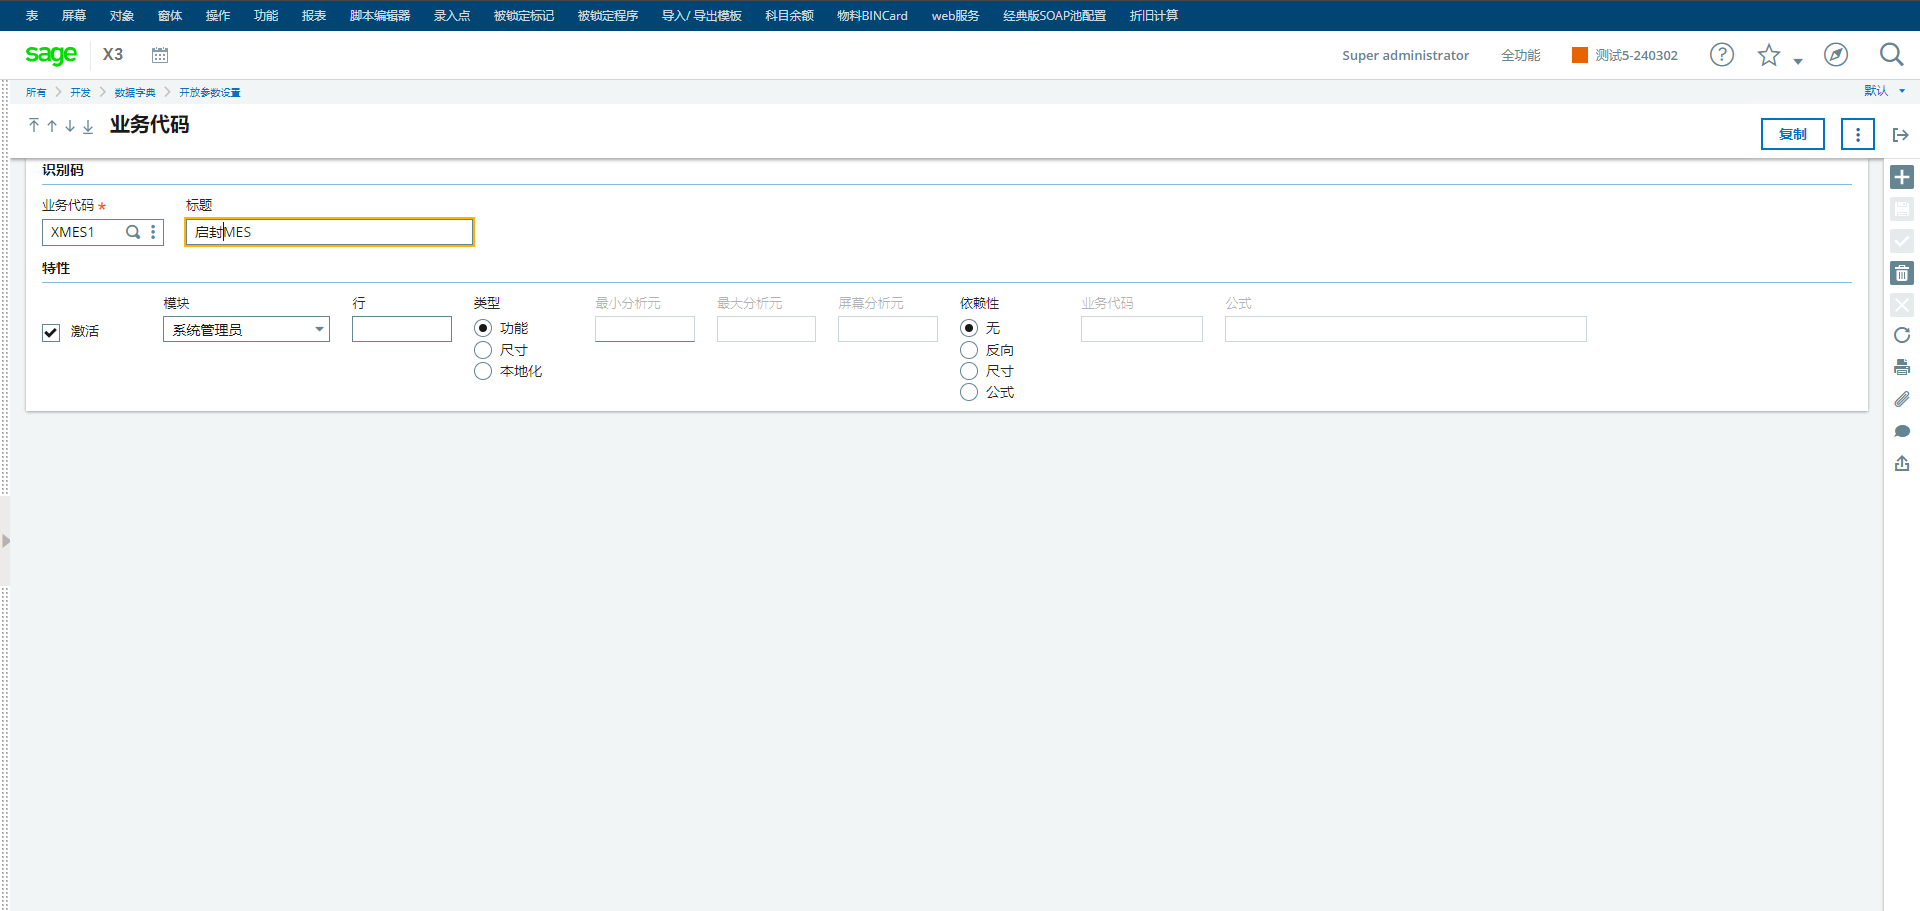 表 屏幕 对象 窗体 操作 功能 报表 脚本编辑器 录入点 被锁定标记 被锁定程序 导入/ 导出模板 科目余额 物料BINCard web服务 经典版SOAP池配置 折旧计算
sage X3 Super administrator 全功能 测试5-240302
所有 开发 数据字典 开放参数设置 默认
业务代码 复制
识别码
业务代码 * 标题
XMES1 启封MES
特性
模块 行 类型 最小分析元 最大分析元 屏幕分析元 依赖性 业务代码 公式
激活 系统管理员 功能 无
尺寸 反向
本地化 尺寸
公式